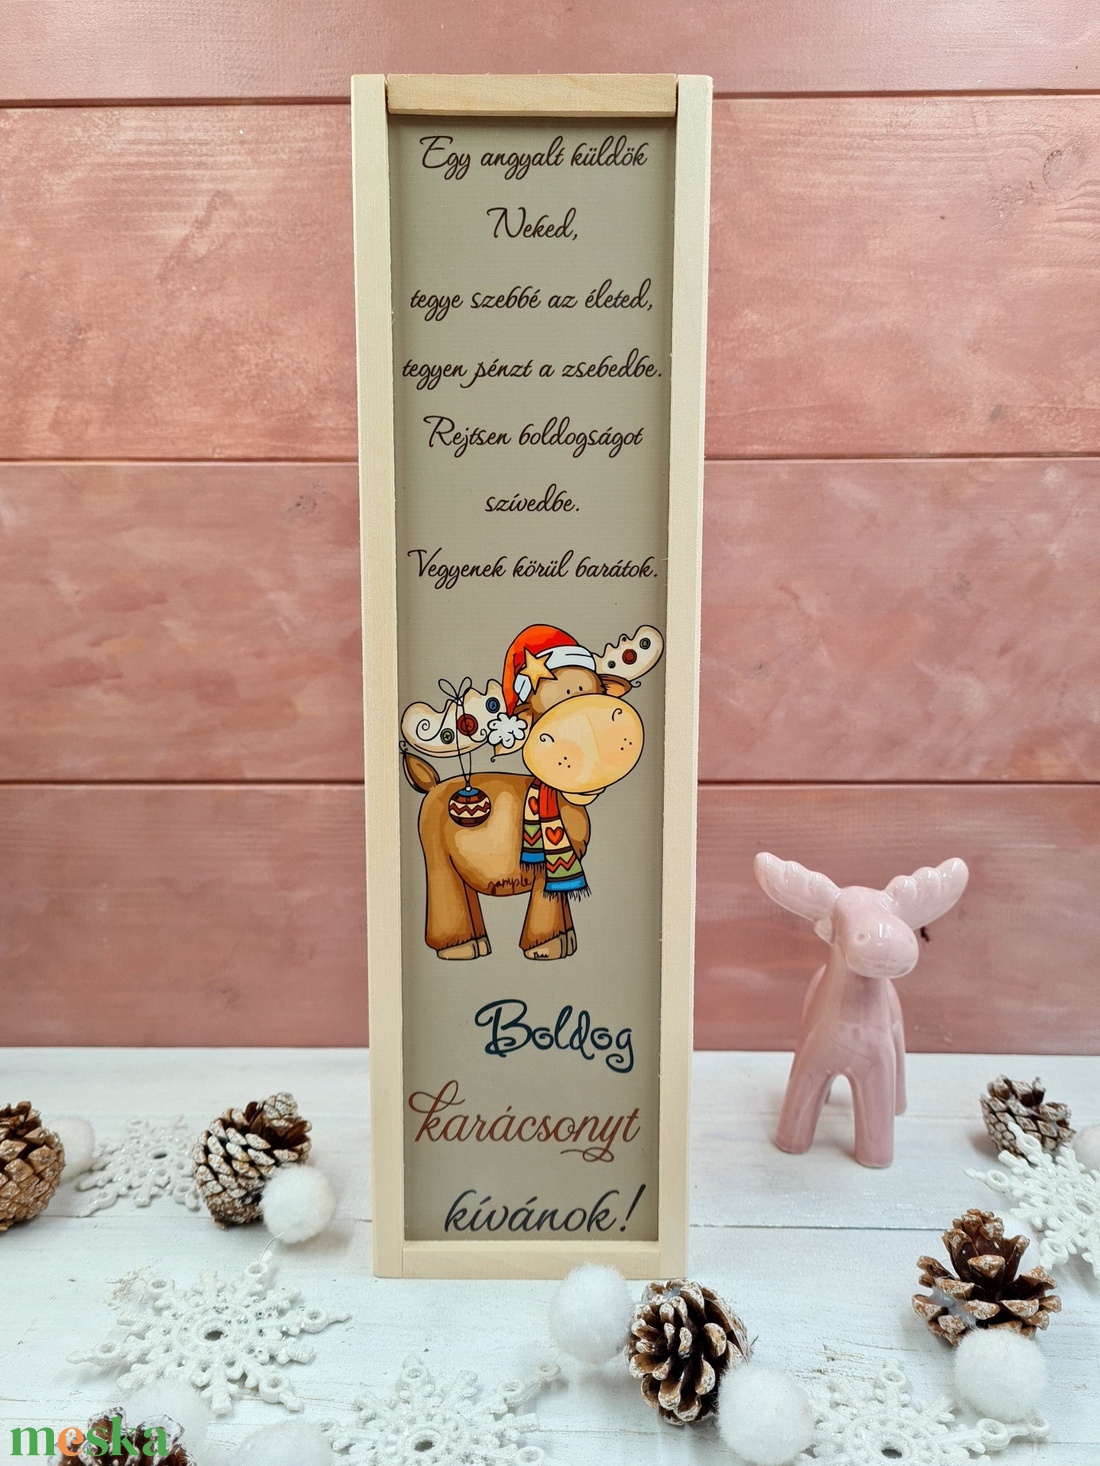 Egy angyalt küldök
Neked,
tegye szebbé az életed,
tegyen pénzt a zsebedbe.
Rejtsen boldogságot
szívedbe.
Vegyenek körül barátok.
sample
Boldog
karácsonyt
kívánok!
meska